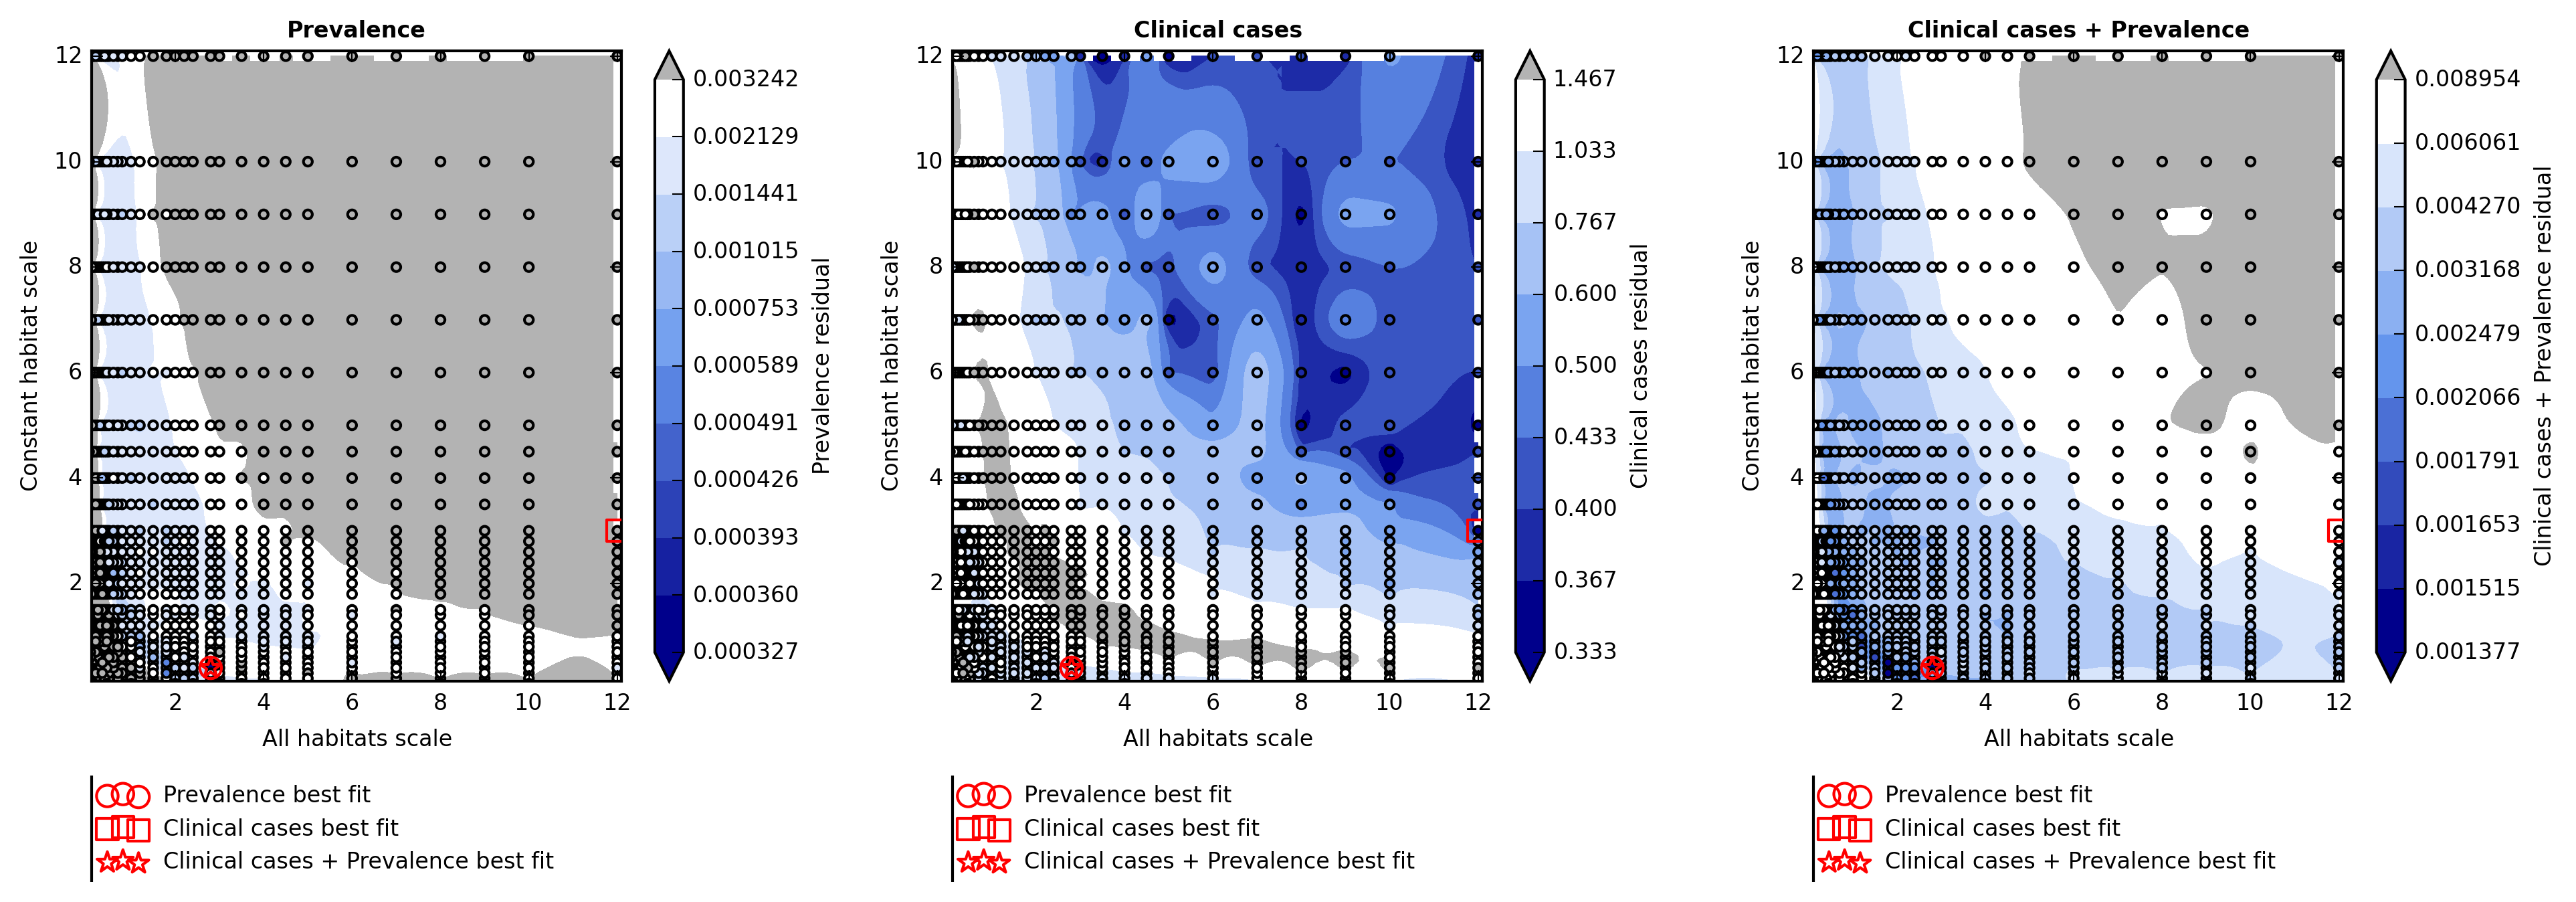 Prevalence
12
10
8
6
4
2
2 4 6 8 10 12
Constant habitat scale
All habitats scale
0.003242
0.002129
0.001441
0.001015
0.000753
0.000589
0.000491
0.000426
0.000393
0.000360
0.000327
Prevalence residual
Prevalence best fit
Clinical cases best fit
Clinical cases + Prevalence best fit
Clinical cases
12
10
8
6
4
2
2 4 6 8 10 12
Constant habitat scale
All habitats scale
1.467
1.033
0.767
0.600
0.500
0.433
0.400
0.367
0.333
Clinical cases residual
Prevalence best fit
Clinical cases best fit
Clinical cases + Prevalence best fit
Clinical cases + Prevalence
12
10
8
6
4
2
2 4 6 8 10 12
Constant habitat scale
All habitats scale
0.008954
0.006061
0.004270
0.003168
0.002479
0.002066
0.001791
0.001653
0.001515
0.001377
Clinical cases + Prevalence residual
Prevalence best fit
Clinical cases best fit
Clinical cases + Prevalence best fit